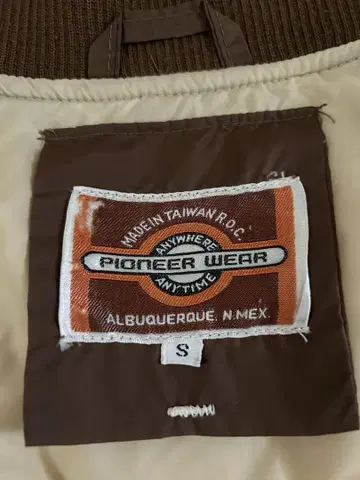 MADE IN TAIWAN R.O.C.
ANYWHERE
PIONEER WEAR
ANYTIME
ALBUQUERQUE, N.MEX.
S